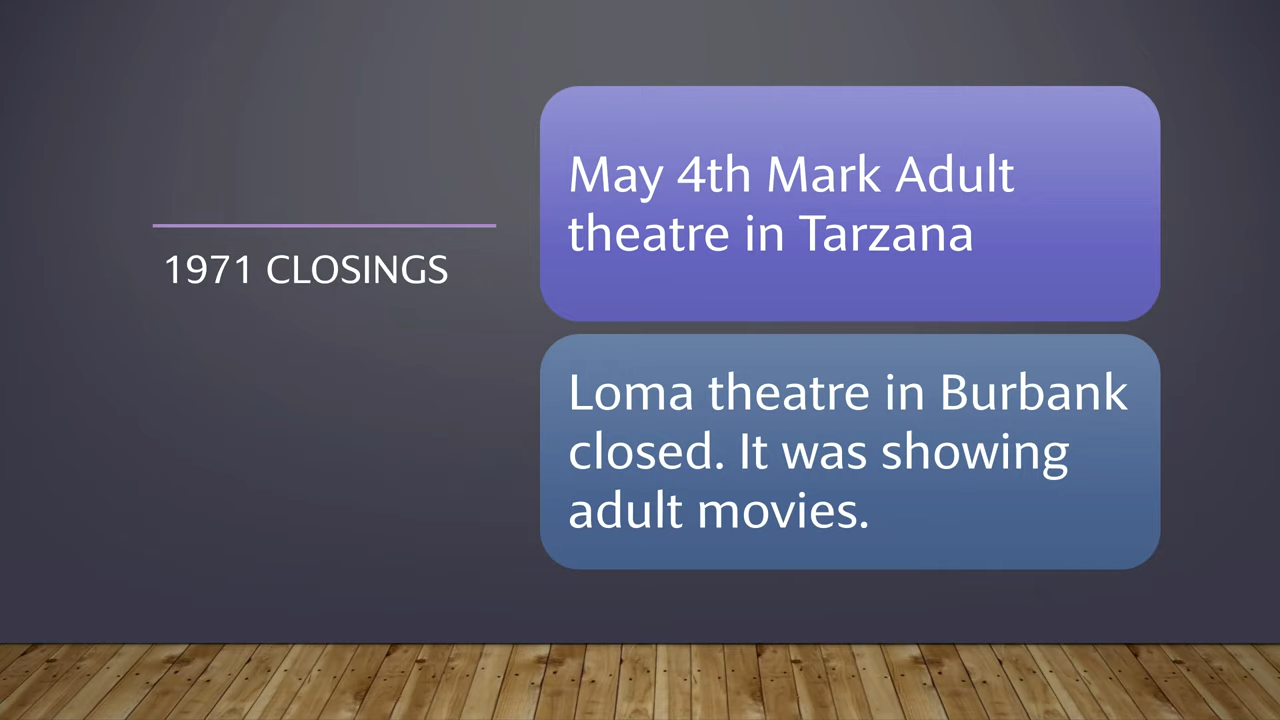 1971 CLOSINGS
May 4th Mark Adult
theatre in Tarzana
Loma theatre in Burbank
closed. It was showing
adult movies.